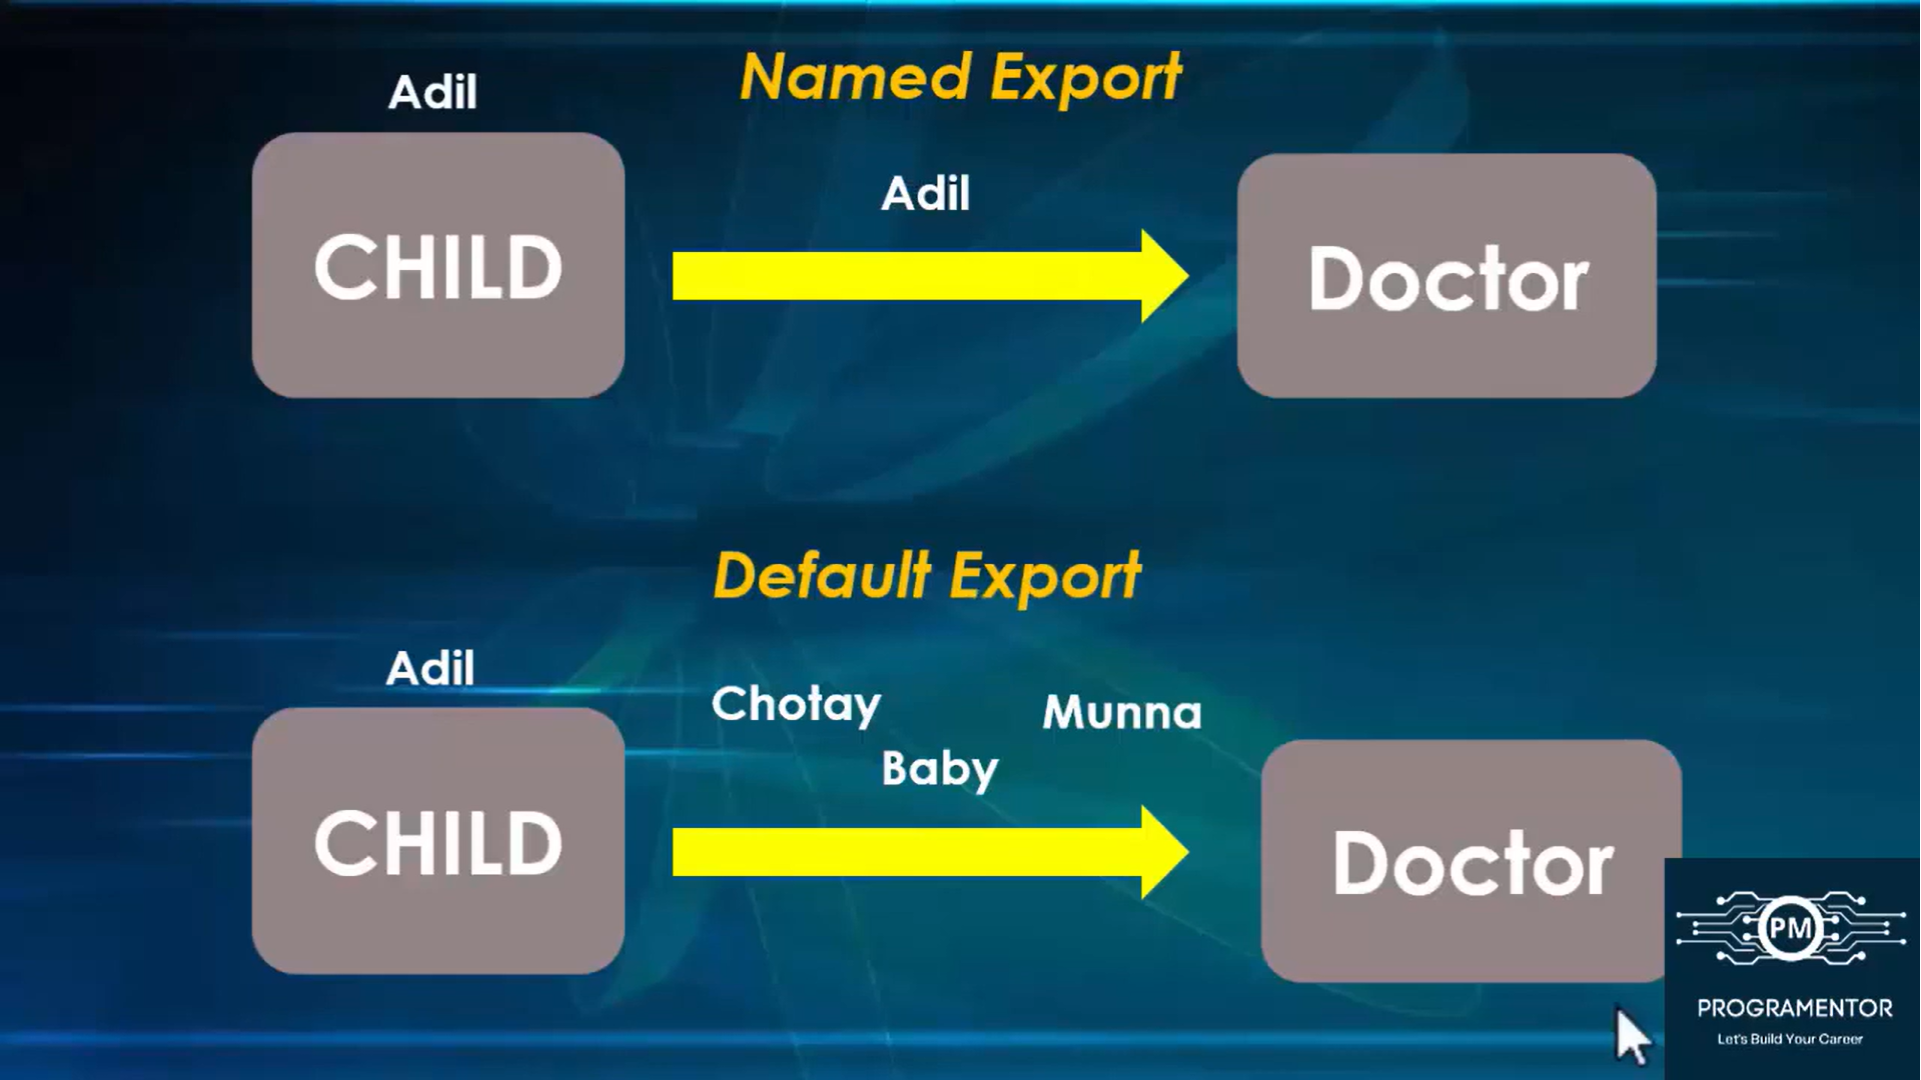 Named Export
Adil
Adil
CHILD
Doctor
Default Export
Adil
Chotay
Munna
Baby
CHILD
Doctor
PM
PROGRAMENTOR
Let's Build Your Career